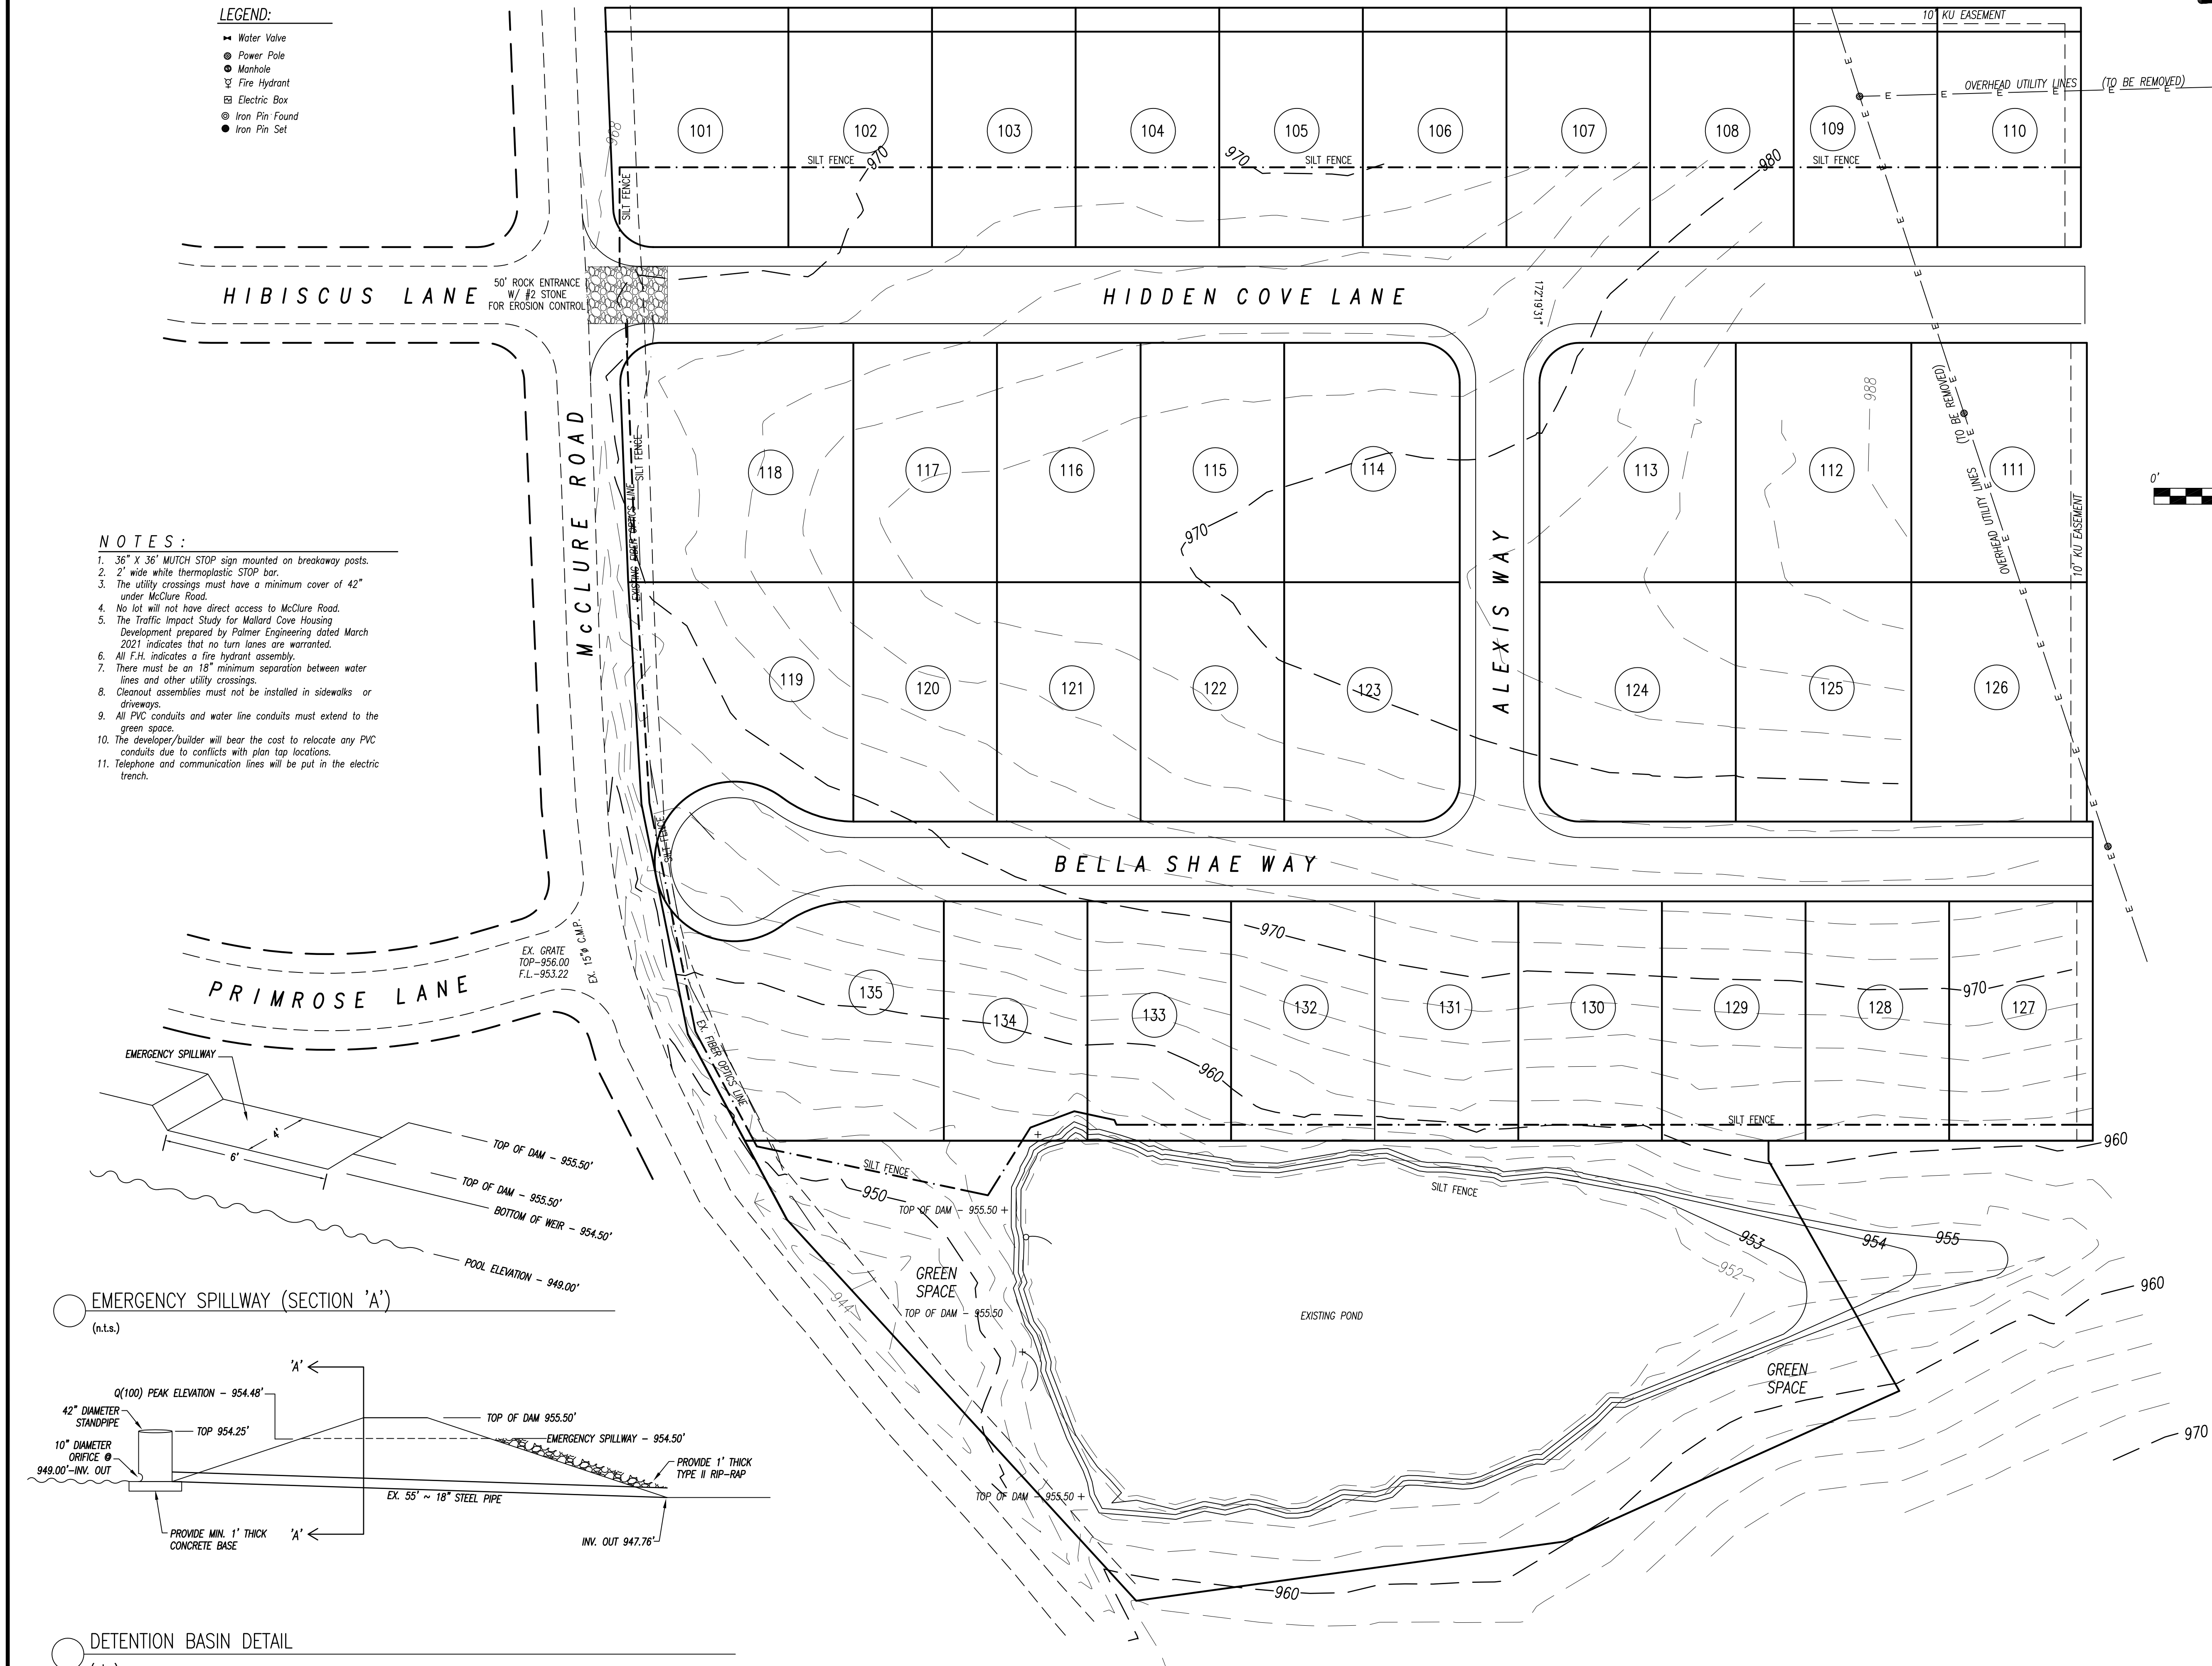 LEGEND:
Water Valve
Power Pole
Manhole
Fire Hydrant
Electric Box
Iron Pin Found
Iron Pin Set
10' KU EASEMENT
OVERHEAD UTILITY LINES (TO BE REMOVED)
E E E E E E
968
101
102
103
104
105
106
107
108
109
110
SILT FENCE
970
970
SILT FENCE
980
SILT FENCE
SILT FENCE
HIBISCUS LANE
50' ROCK ENTRANCE
W/ #2 STONE
FOR EROSION CONTROL
HIDDEN COVE LANE
172°19'31"
McCLURE ROAD
SILT FENCE
EXISTING FIBER OPTICS LINE
118
117
116
115
114
113
112
111
988
970
OVERHEAD UTILITY LINES (TO BE REMOVED)
10' KU EASEMENT
0'
ALEXIS WAY
119
120
121
122
123
124
125
126
NOTES:
1. 36" X 36' MUTCH STOP sign mounted on breakaway posts.
2. 2' wide white thermoplastic STOP bar.
3. The utility crossings must have a minimum cover of 42"
under McClure Road.
4. No lot will not have direct access to McClure Road.
5. The Traffic Impact Study for Mallard Cove Housing
Development prepared by Palmer Engineering dated March
2021 indicates that no turn lanes are warranted.
6. All F.H. indicates a fire hydrant assembly.
7. There must be an 18" minimum separation between water
lines and other utility crossings.
8. Cleanout assemblies must not be installed in sidewalks or
driveways.
9. All PVC conduits and water line conduits must extend to the
green space.
10. The developer/builder will bear the cost to relocate any PVC
conduits due to conflicts with plan tap locations.
11. Telephone and communication lines will be put in the electric
trench.
SILT FENCE
BELLA SHAE WAY
EX. GRATE
TOP-956.00
F.L.-953.22
EX. 15"Ø C.M.P.
PRIMROSE LANE
970
970
135
134
133
132
131
130
129
128
127
EX. FIBER OPTICS LINE
960
SILT FENCE
960
SILT FENCE
950
SILT FENCE
TOP OF DAM - 955.50
953
954
955
952
GREEN
SPACE
944
TOP OF DAM - 955.50
EXISTING POND
960
GREEN
SPACE
970
TOP OF DAM - 955.50
960
EMERGENCY SPILLWAY
4'
6'
TOP OF DAM - 955.50'
TOP OF DAM - 955.50'
BOTTOM OF WEIR - 954.50'
POOL ELEVATION - 949.00'
EMERGENCY SPILLWAY (SECTION 'A')
(n.t.s.)
'A'
Q(100) PEAK ELEVATION - 954.48'
42" DIAMETER
STANDPIPE
TOP 954.25'
TOP OF DAM 955.50'
EMERGENCY SPILLWAY - 954.50'
10" DIAMETER
ORIFICE @
949.00'-INV. OUT
PROVIDE 1' THICK
TYPE II RIP-RAP
EX. 55' ~ 18" STEEL PIPE
PROVIDE MIN. 1' THICK
CONCRETE BASE
'A'
INV. OUT 947.76'
DETENTION BASIN DETAIL